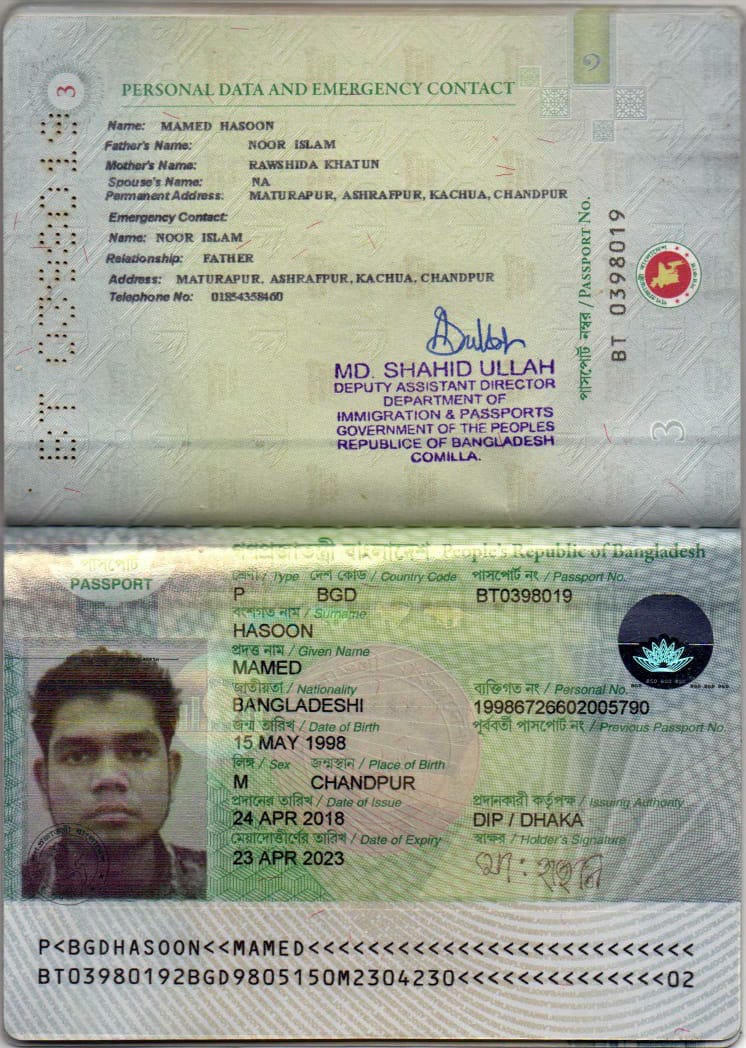 PERSONAL DATA AND EMERGENCY CONTACT
Name: MAMED HASOON
Father's Name: NOOR ISLAM
Mother's Name: RAWSHIDA KHATUN
Spouse's Name: NA
Permanent Address: MATURAPUR, ASHRAFPUR, KACHUA, CHANDPUR
Emergency Contact:
Name: NOOR ISLAM
Relationship: FATHER
Address: MATURAPUR, ASHRAFPUR, KACHUA, CHANDPUR
Telephone No: 01854358460
MD. SHAHID ULLAH
DEPUTY ASSISTANT DIRECTOR
DEPARTMENT OF
IMMIGRATION & PASSPORTS
GOVERNMENT OF THE PEOPLES
REPUBLICE OF BANGLADESH
COMILLA.
পাসপোর্ট নম্বর / PASSPORT No.
BT 0398019
3
3
গণপ্রজাতন্ত্রী বাংলাদেশ People's Republic of Bangladesh
পাসপোর্ট
PASSPORT
শ্রেণী / Type দেশ কোড / Country Code পাসপোর্ট নং / Passport No.
P BGD BT0398019
বংশগত নাম / Surname
HASOON
প্রদত্ত নাম / Given Name
MAMED
জাতীয়তা / Nationality ব্যক্তিগত নং / Personal No.
BANGLADESHI 19986726602005790
জন্ম তারিখ / Date of Birth পূর্ববর্তী পাসপোর্ট নং / Previous Passport No.
15 MAY 1998
লিঙ্গ / Sex জন্মস্থান / Place of Birth
M CHANDPUR
প্রদানের তারিখ / Date of Issue প্রদানকারী কর্তৃপক্ষ / Issuing Authority
24 APR 2018 DIP / DHAKA
মেয়াদোত্তীর্ণের তারিখ / Date of Expiry স্বাক্ষর / Holder's Signature
23 APR 2023
P<BGDHASOON<<MAMED<<<<<<<<<<<<<<<<<<<<<<<<<<
BT03980192BGD9805150M2304230<<<<<<<<<<<<<<02